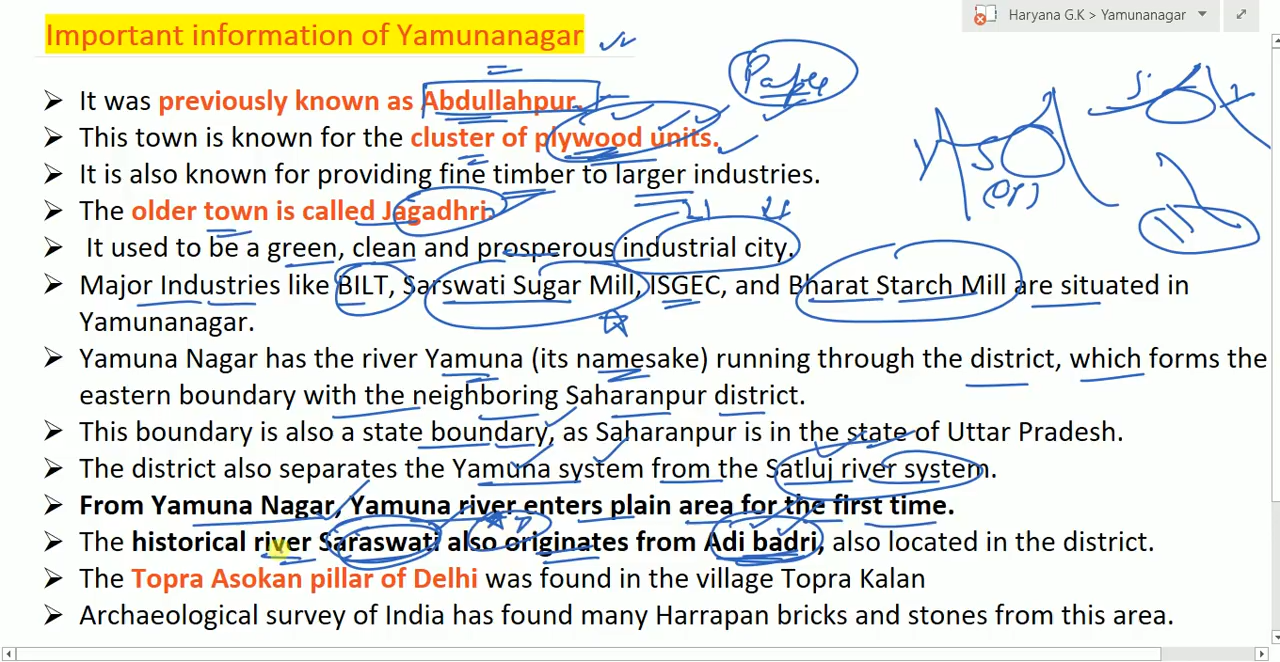 Haryana G.K > Yamunanagar
Important information of Yamunanagar
➢ It was previously known as Abdullahpur.
➢ This town is known for the cluster of plywood units.
➢ It is also known for providing fine timber to larger industries.
➢ The older town is called Jagadhri.
➢ It used to be a green, clean and prosperous industrial city.
➢ Major Industries like BILT, Sarswati Sugar Mill, ISGEC, and Bharat Starch Mill are situated in
Yamunanagar.
➢ Yamuna Nagar has the river Yamuna (its namesake) running through the district, which forms the
eastern boundary with the neighboring Saharanpur district.
➢ This boundary is also a state boundary, as Saharanpur is in the state of Uttar Pradesh.
➢ The district also separates the Yamuna system from the Satluj river system.
➢ From Yamuna Nagar, Yamuna river enters plain area for the first time.
➢ The historical river Saraswati also originates from Adi badri, also located in the district.
➢ The Topra Asokan pillar of Delhi was found in the village Topra Kalan
➢ Archaeological survey of India has found many Harrapan bricks and stones from this area.